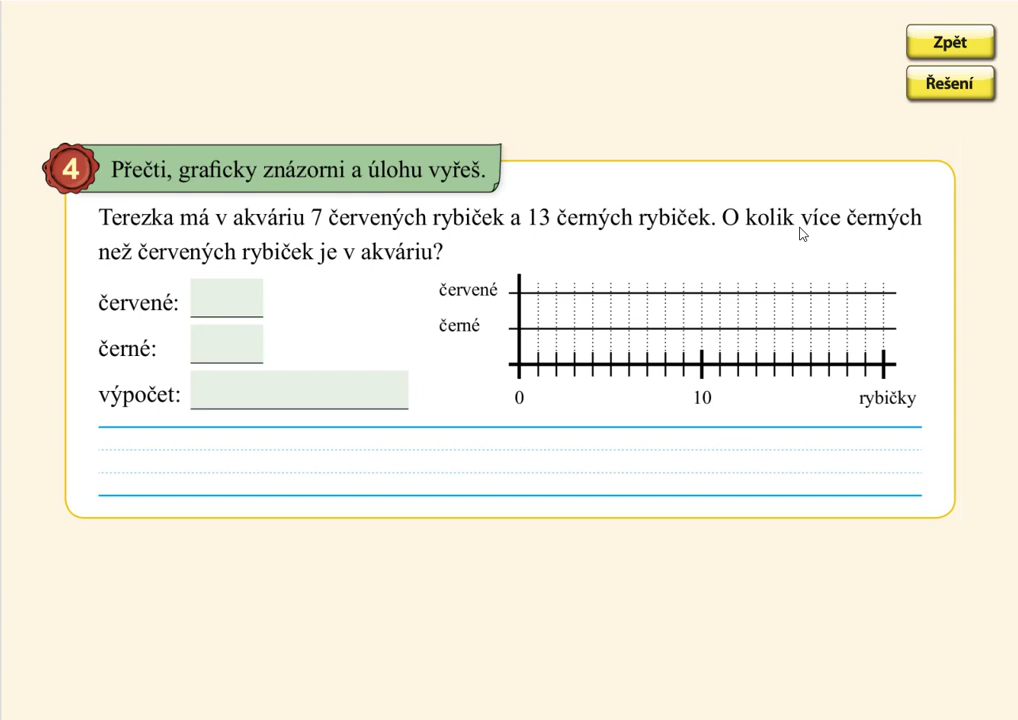 Zpět
Řešení
4 Přečti, graficky znázorni a úlohu vyřeš.
Terezka má v akváriu 7 červených rybiček a 13 černých rybiček. O kolik více černých
než červených rybiček je v akváriu?
červené:
černé:
výpočet:
červené
černé
0 10 rybičky